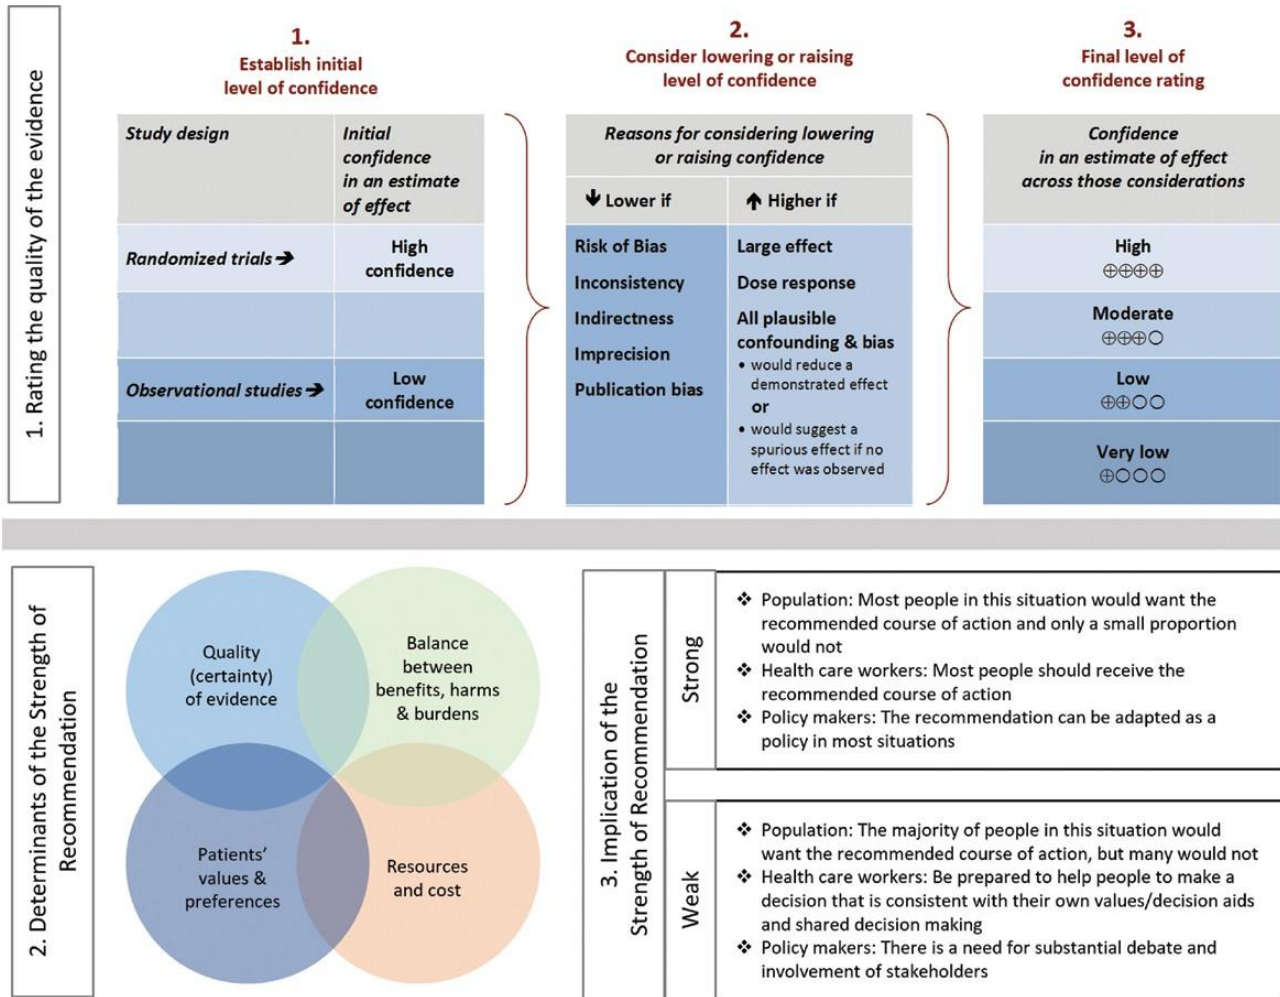 1. Rating the quality of the evidence
1.
Establish initial
level of confidence
Study design
Initial
confidence
in an estimate
of effect
Randomized trials ➔
High
confidence
Observational studies ➔
Low
confidence
2.
Consider lowering or raising
level of confidence
Reasons for considering lowering
or raising confidence
🡫 Lower if
🡩 Higher if
Risk of Bias
Inconsistency
Indirectness
Imprecision
Publication bias
Large effect
Dose response
All plausible
confounding & bias
• would reduce a
demonstrated effect
or
• would suggest a
spurious effect if no
effect was observed
3.
Final level of
confidence rating
Confidence
in an estimate of effect
across those considerations
High
⊕⊕⊕⊕
Moderate
⊕⊕⊕○
Low
⊕⊕○○
Very low
⊕○○○
2. Determinants of the Strength of
Recommendation
Quality
(certainty)
of evidence
Balance
between
benefits, harms
& burdens
Patients’
values &
preferences
Resources
and cost
3. Implication of the
Strength of Recommendation
Strong
❖ Population: Most people in this situation would want the
recommended course of action and only a small proportion
would not
❖ Health care workers: Most people should receive the
recommended course of action
❖ Policy makers: The recommendation can be adapted as a
policy in most situations
Weak
❖ Population: The majority of people in this situation would
want the recommended course of action, but many would not
❖ Health care workers: Be prepared to help people to make a
decision that is consistent with their own values/decision aids
and shared decision making
❖ Policy makers: There is a need for substantial debate and
involvement of stakeholders